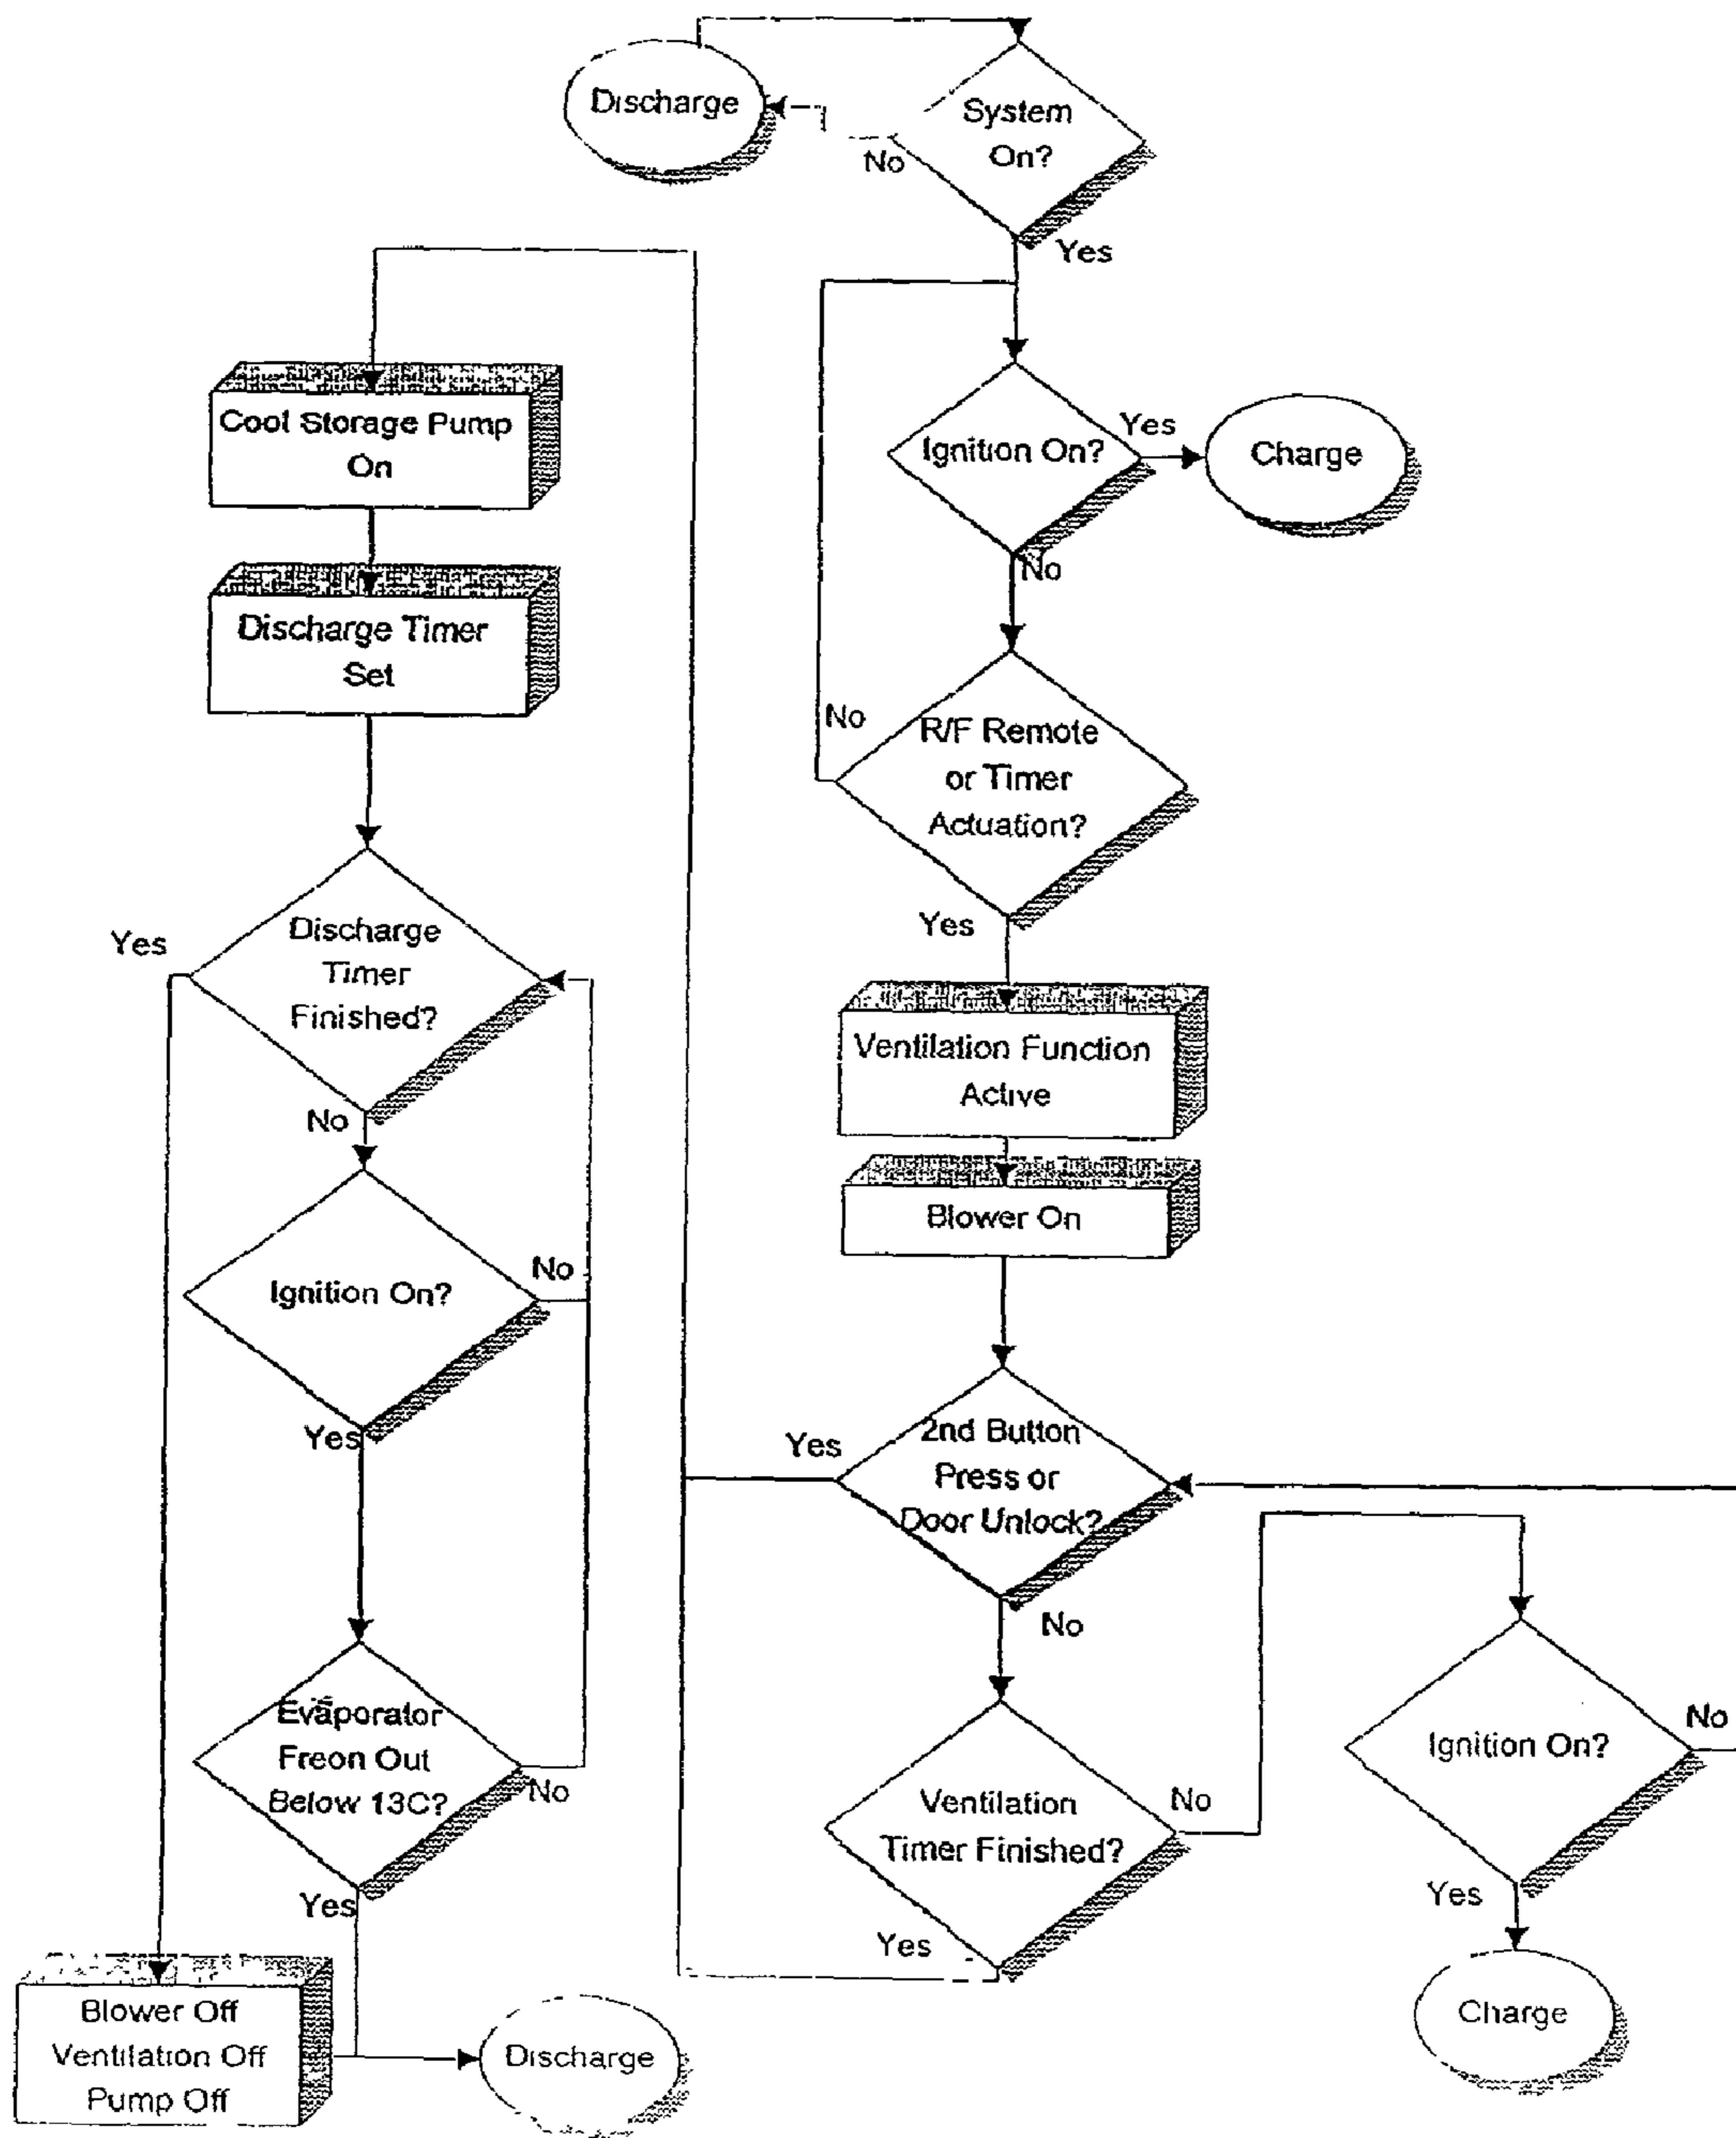 Discharge
System
On?
No
Yes
Cool Storage Pump
On
Ignition On?
Yes
Charge
No
Discharge Timer
Set
No
R/F Remote
or Timer
Actuation?
Yes
Yes
Discharge
Timer
Finished?
No
Ventilation Function
Active
Blower On
Ignition On?
No
Yes
Yes
2nd Button
Press or
Door Unlock?
No
Evaporator
Freon Out
Below 13C?
No
Yes
Ventilation
Timer Finished?
No
Yes
Ignition On?
No
Yes
Charge
Blower Off
Ventilation Off
Pump Off
Discharge